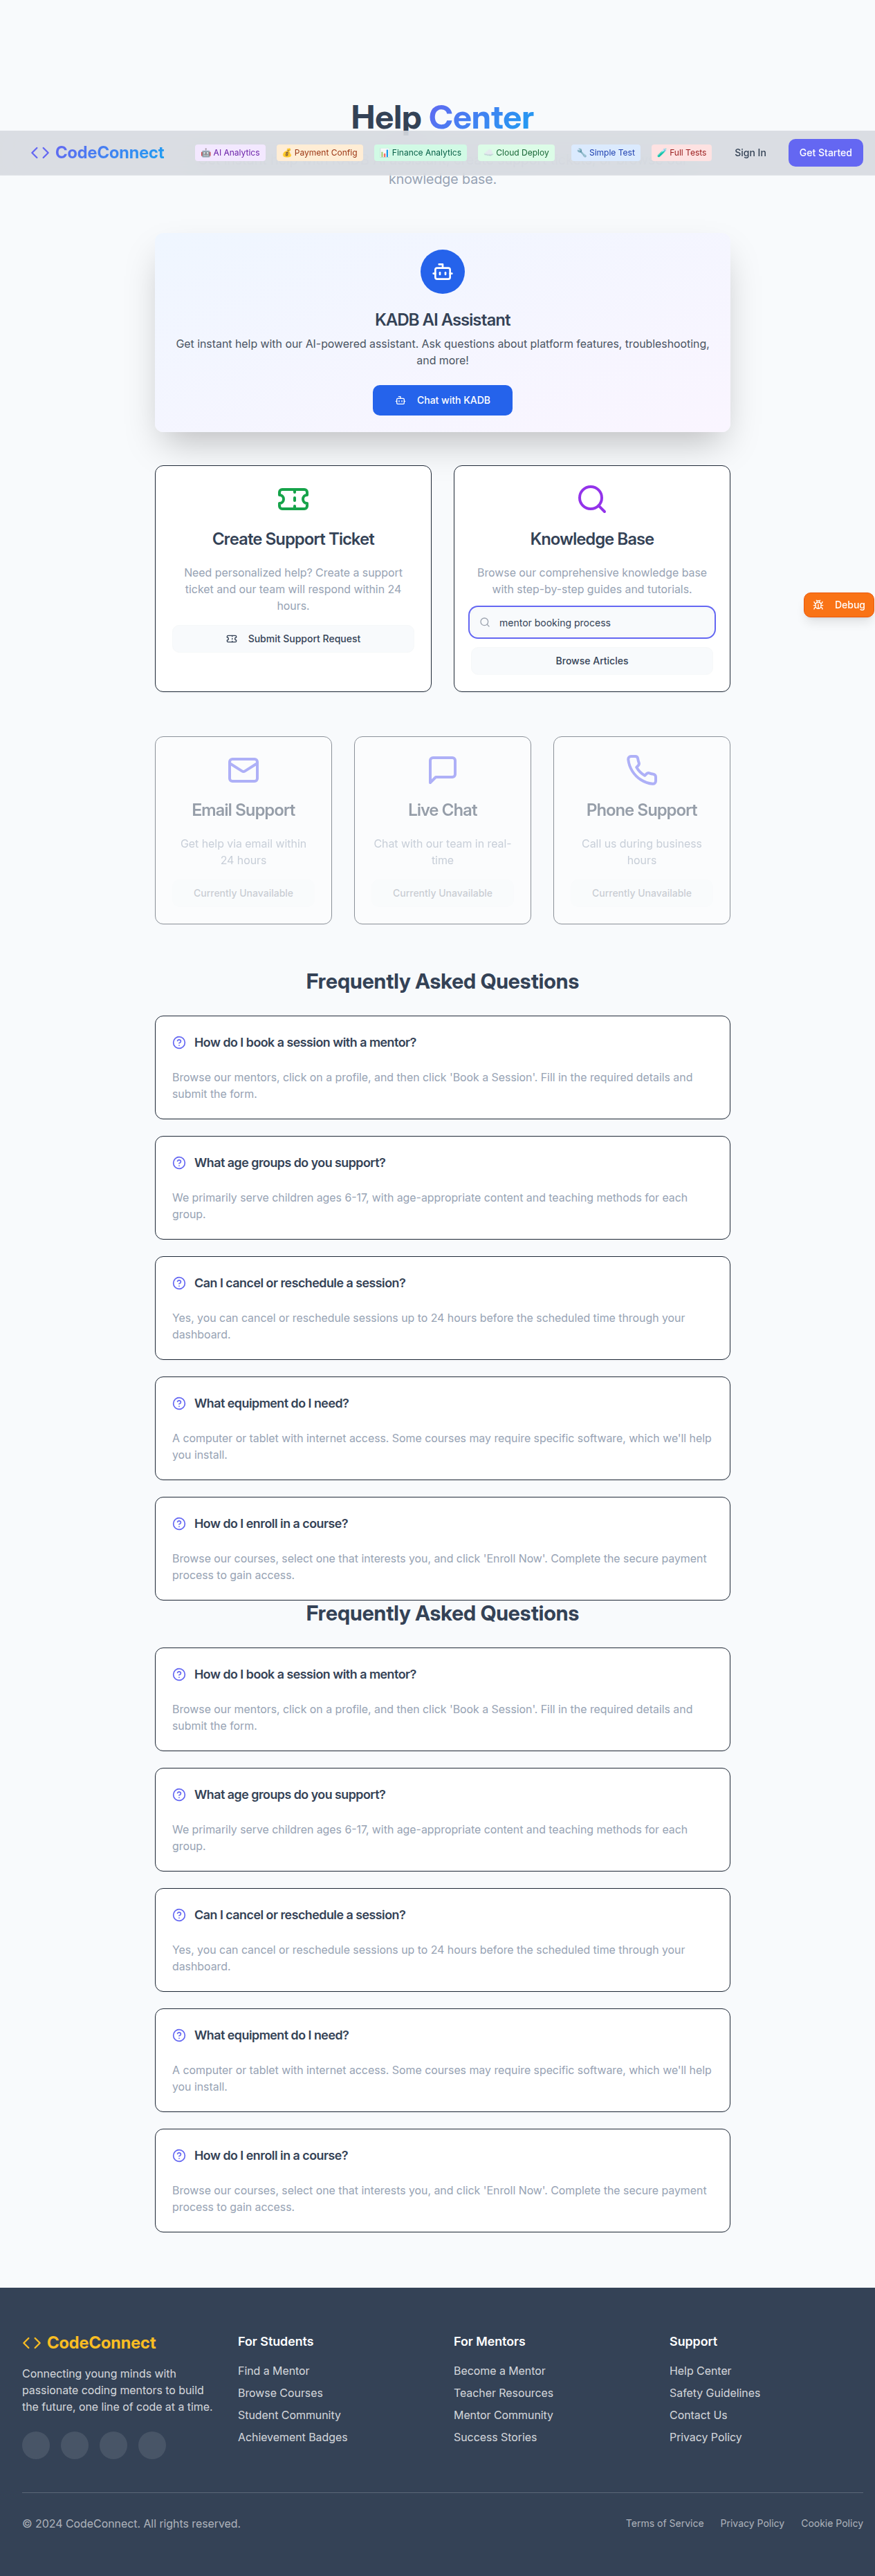 Help Center
CodeConnect
🤖 AI Analytics
💰 Payment Config
📊 Finance Analytics
☁️ Cloud Deploy
🔧 Simple Test
🧪 Full Tests
Sign In
Get Started
knowledge base.
KADB AI Assistant
Get instant help with our AI-powered assistant. Ask questions about platform features, troubleshooting,
and more!
Chat with KADB
Create Support Ticket
Need personalized help? Create a support
ticket and our team will respond within 24
hours.
Submit Support Request
Knowledge Base
Browse our comprehensive knowledge base
with step-by-step guides and tutorials.
mentor booking process
Browse Articles
Debug
Email Support
Get help via email within
24 hours
Currently Unavailable
Live Chat
Chat with our team in real-
time
Currently Unavailable
Phone Support
Call us during business
hours
Currently Unavailable
Frequently Asked Questions
How do I book a session with a mentor?
Browse our mentors, click on a profile, and then click 'Book a Session'. Fill in the required details and
submit the form.
What age groups do you support?
We primarily serve children ages 6-17, with age-appropriate content and teaching methods for each
group.
Can I cancel or reschedule a session?
Yes, you can cancel or reschedule sessions up to 24 hours before the scheduled time through your
dashboard.
What equipment do I need?
A computer or tablet with internet access. Some courses may require specific software, which we'll help
you install.
How do I enroll in a course?
Browse our courses, select one that interests you, and click 'Enroll Now'. Complete the secure payment
process to gain access.
Frequently Asked Questions
How do I book a session with a mentor?
Browse our mentors, click on a profile, and then click 'Book a Session'. Fill in the required details and
submit the form.
What age groups do you support?
We primarily serve children ages 6-17, with age-appropriate content and teaching methods for each
group.
Can I cancel or reschedule a session?
Yes, you can cancel or reschedule sessions up to 24 hours before the scheduled time through your
dashboard.
What equipment do I need?
A computer or tablet with internet access. Some courses may require specific software, which we'll help
you install.
How do I enroll in a course?
Browse our courses, select one that interests you, and click 'Enroll Now'. Complete the secure payment
process to gain access.
CodeConnect
Connecting young minds with
passionate coding mentors to build
the future, one line of code at a time.
For Students
Find a Mentor
Browse Courses
Student Community
Achievement Badges
For Mentors
Become a Mentor
Teacher Resources
Mentor Community
Success Stories
Support
Help Center
Safety Guidelines
Contact Us
Privacy Policy
© 2024 CodeConnect. All rights reserved.
Terms of Service
Privacy Policy
Cookie Policy